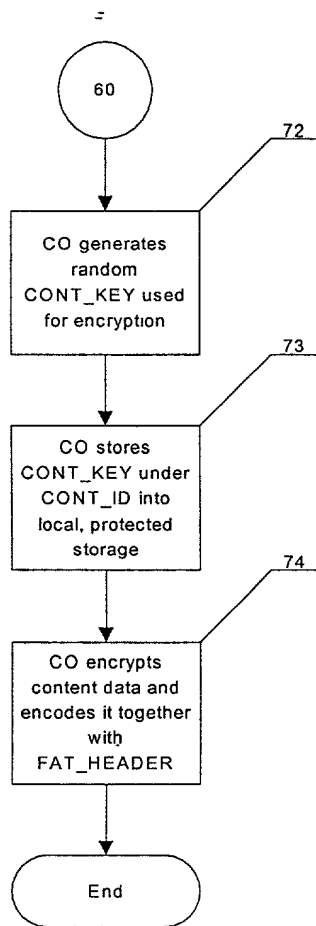 60
72
CO generates
random
CONT_KEY used
for encryption
73
CO stores
CONT_KEY under
CONT_ID into
local, protected
storage
74
CO encrypts
content data and
encodes it together
with
FAT_HEADER
End